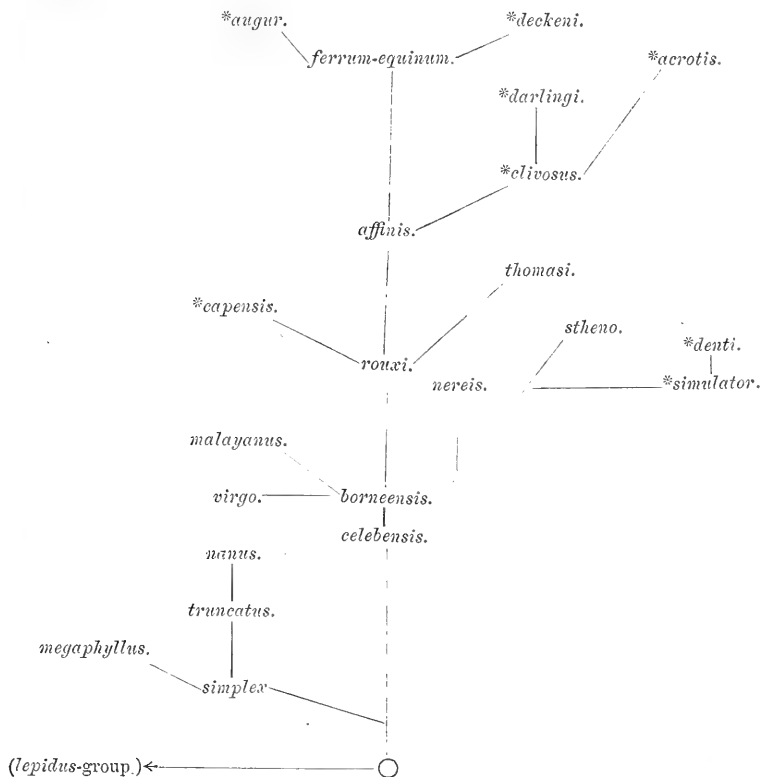 *augur. *deckeni.
ferrum-equinum. *acrotis.
*darlingi.
*clivosus.
affinis.
thomasi.
*capensis.
stheno.
*denti.
rouxi.
nereis. *simulator.
malayanus.
virgo. borneensis.
celebensis.
nanus.
truncatus.
megaphyllus.
simplex
(lepidus-group.)